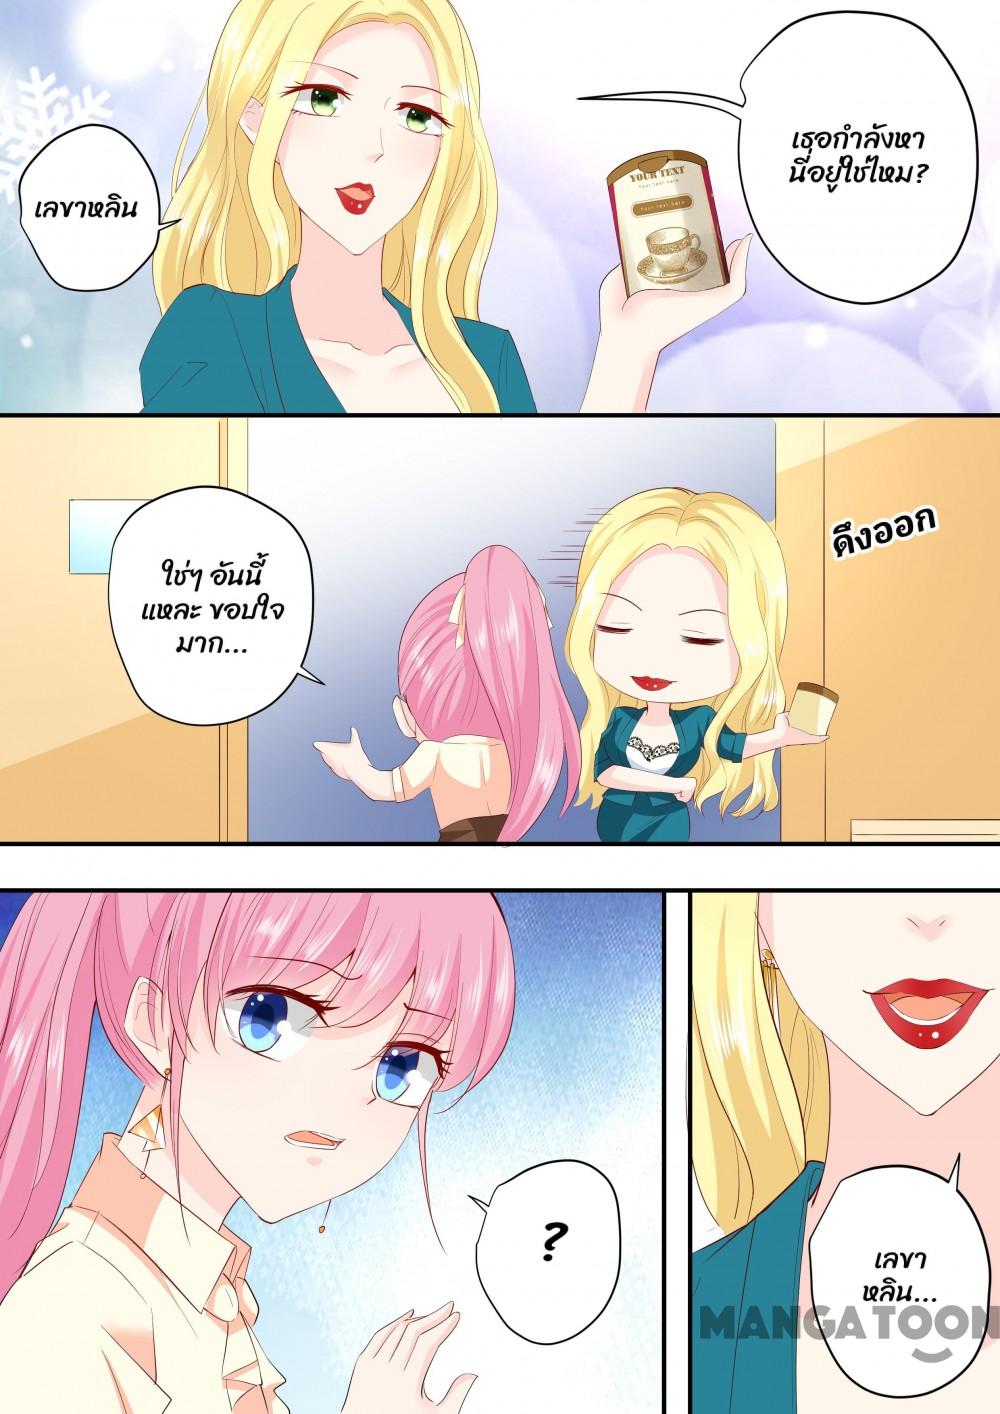 เลขาหลิน
เธอกำลังหา
นี่อยู่ใช่ไหม?
YOUR TEXT
Your text here
Your text here
ใช่ๆ อันนี้
แหละ ขอบใจ
มาก...
ดึงออก
?
เลขา
หลิน...
MANGATOON